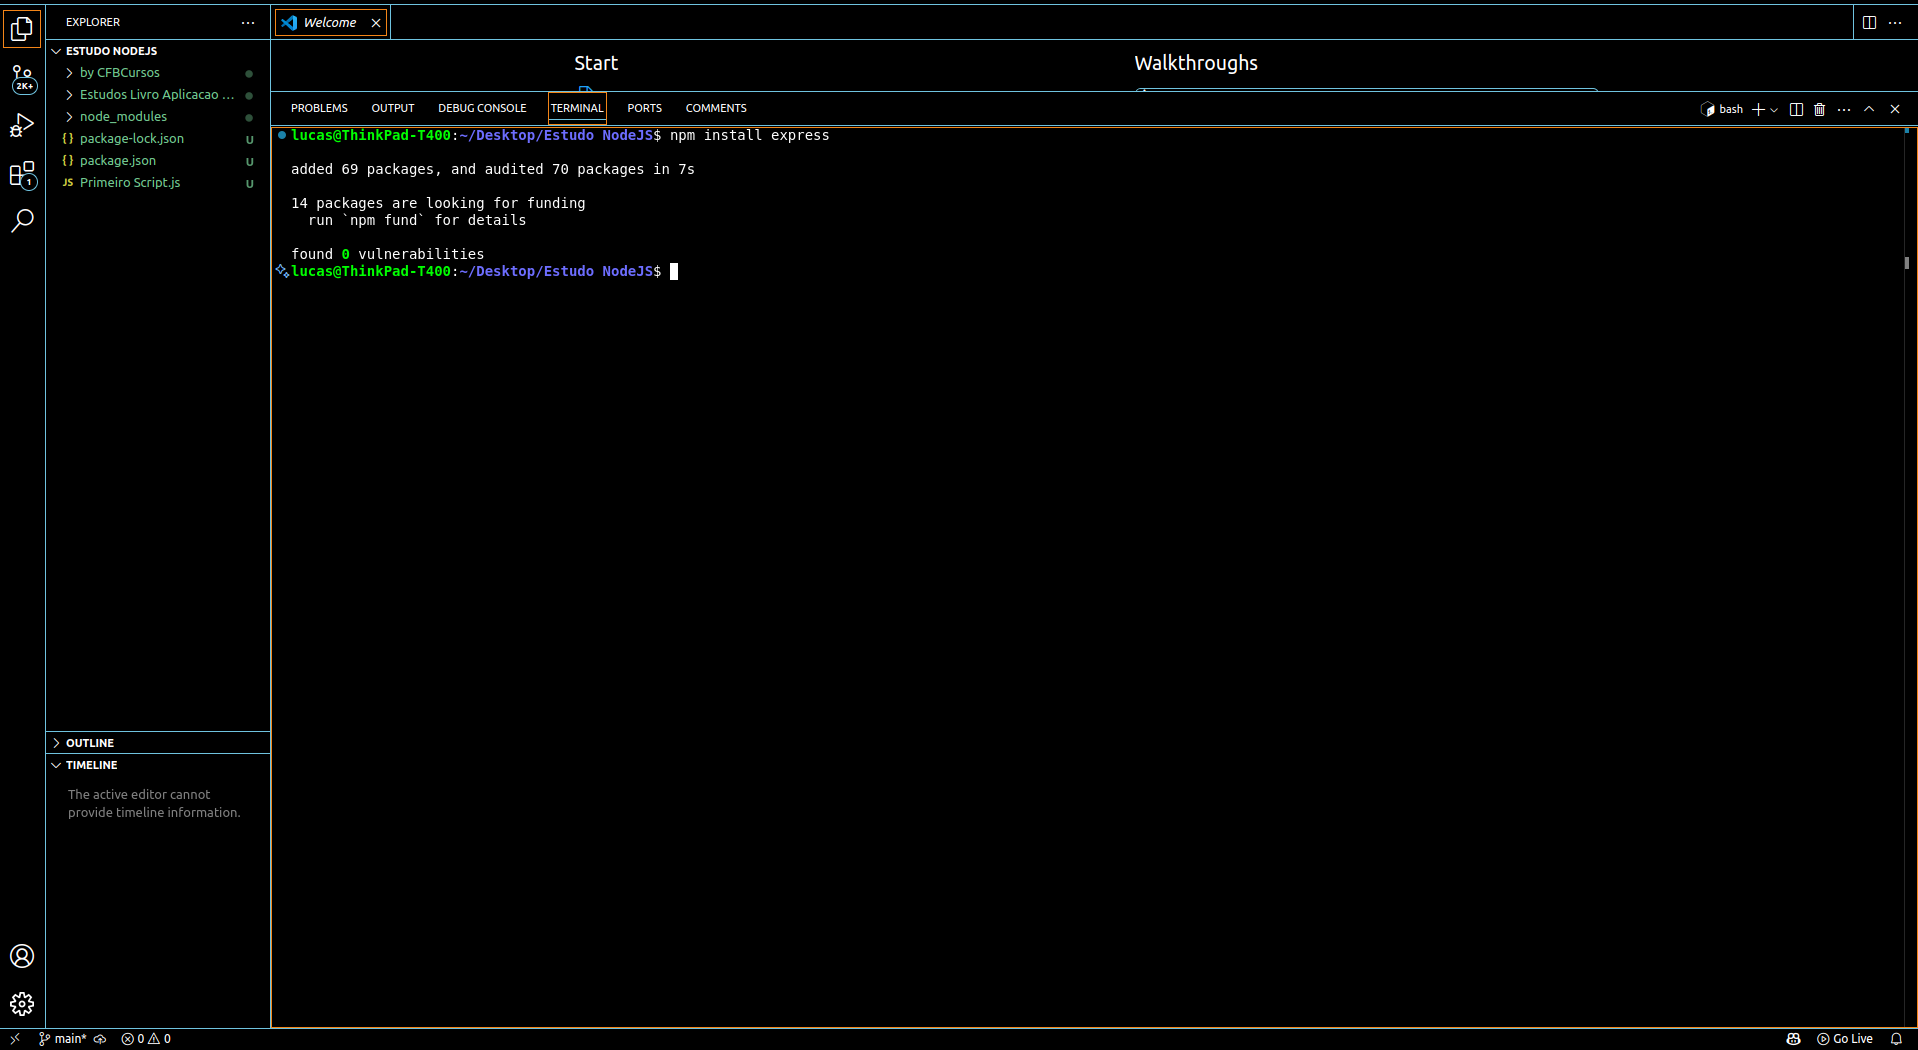 EXPLORER
Welcome
ESTUDO NODEJS
by CFBCursos
Estudos Livro Aplicacao ...
node_modules
package-lock.json U
package.json U
JS Primeiro Script.js U
2K+
1
Start
Walkthroughs
PROBLEMS OUTPUT DEBUG CONSOLE TERMINAL PORTS COMMENTS
bash
lucas@ThinkPad-T400:~/Desktop/Estudo NodeJS$ npm install express
added 69 packages, and audited 70 packages in 7s
14 packages are looking for funding
run `npm fund` for details
found 0 vulnerabilities
lucas@ThinkPad-T400:~/Desktop/Estudo NodeJS$
OUTLINE
TIMELINE
The active editor cannot
provide timeline information.
main* 0 0
Go Live